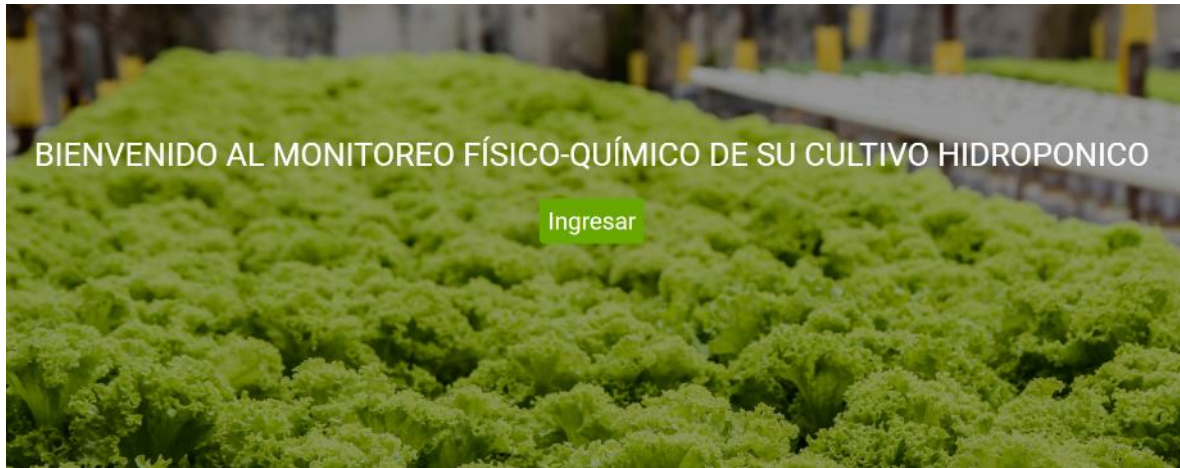 BIENVENIDO AL MONITOREO FÍSICO-QUÍMICO DE SU CULTIVO HIDROPONICO
Ingresar